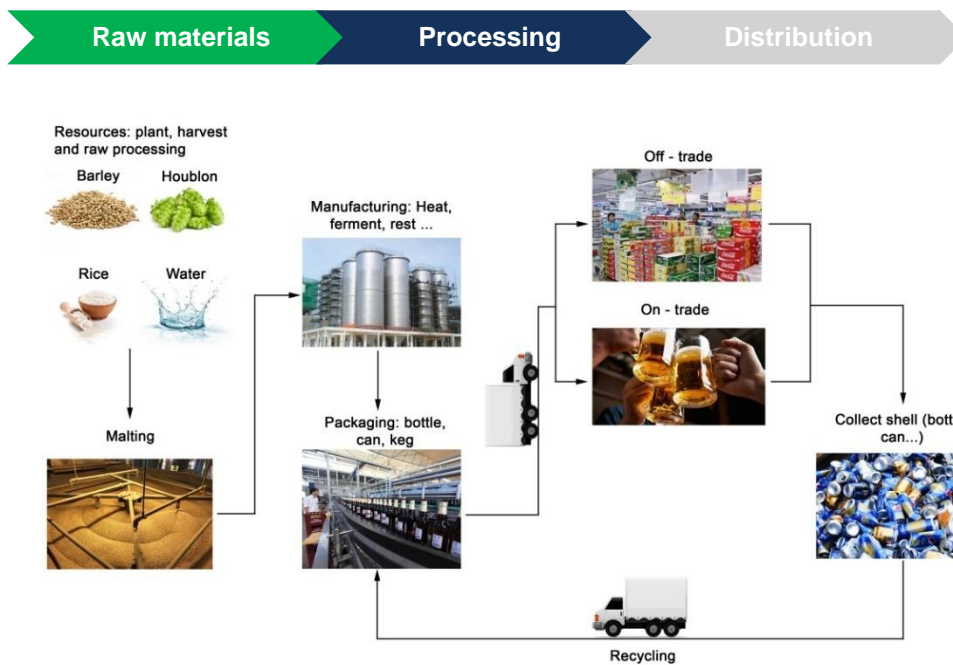 Raw materials
Processing
Distribution
Resources: plant, harvest
and raw processing
Barley
Houblon
Rice
Water
Malting
Manufacturing: Heat,
ferment, rest ...
Packaging: bottle,
can, keg
Off - trade
On - trade
Collect shell (bott
can...)
Recycling